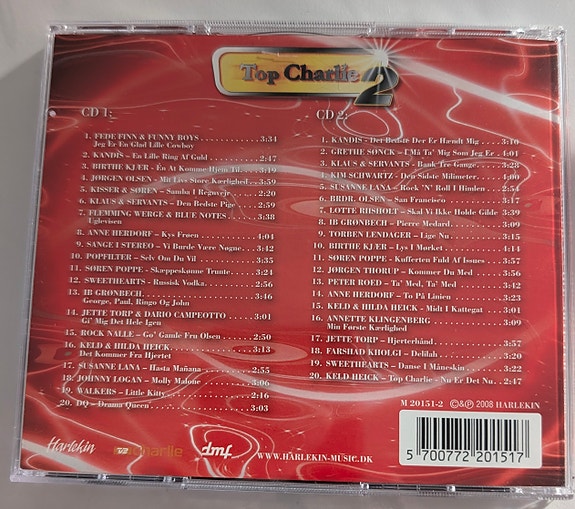 Top Charlie 2
CD 1:
1. FEDE FINN & FUNNY BOYS 3:34
Jeg Er En Glad Lille Cowboy
2. KANDIS – En Lille Ring Af Guld 2:47
3. BIRTHE KJÆR – En At Komme Hjem Til 3:19
4. JØRGEN OLSEN – Mit Livs Store Kærlighed 3:59
5. KISSER & SØREN – Samba I Regnvejr 2:20
6. KLAUS & SERVANTS – Den Bedste Pige 2:59
7. FLEMMING WERGE & BLUE NOTES 3:38
Uglevisen
8. ANNE HERDORF – Kys Frøen 4:04
9. SANGE I STEREO – Vi Burde Være Nogne 3:42
10. POPFILTER – Selv Om Du Vil 3:35
11. SØREN POPPE – Skæppeskønne Trunte 3:24
12. SWEETHEARTS – Russisk Vodka 2:56
13. IB GRØNBECH 3:46
George, Paul, Ringo Og John
14. JETTE TORP & DARIO CAMPEOTTO 3:01
Gi' Mig Det Hele Igen
15. ROCK NALLE – Go' Gamle Fru Olsen 2:50
16. KELD & HILDA HEICK 3:13
Det Kommer Fra Hjertet
17. SUSANNE LANA – Hasta Mañana 2:55
18. JOHNNY LOGAN – Molly Malone 3:06
19. WALKERS – Little Kitty 2:16
20. DQ – Drama Queen 3:03
CD 2:
1. KANDIS – Det Bedste Der Er Hændt Mig 3:10
2. GRETHE SØNCK – I Må Ta' Mig Som Jeg Er 4:01
3. KLAUS & SERVANTS – Bank Tre Gange 3:28
4. KIM SCHWARTZ – Den Sidste Milimeter 4:00
5. SUSANNE LANA – Rock 'N' Roll I Himlen 2:54
6. BRDR. OLSEN – San Francisco 3:17
7. LOTTE RIISHOLT – Skal Vi Ikke Holde Gilde 3:39
8. IB GRØNBECH – Pierre Medard 3:09
9. TORBEN LENDAGER – Lige Nu 3:55
10. BIRTHE KJÆR – Lys I Mørket 4:14
11. SØREN POPPE – Kufferten Fuld Af Issues 3:57
12. JØRGEN THORUP – Kommer Du Med 3:56
13. PETER ROED – Ta' Med, Ta' Med 3:42
14. ANNE HERDORF – To På Linien 3:23
15. KELD & HILDA HEICK – Midt I Kattegat 3:01
16. ANNETTE KLINGENBERG 3:09
Min Første Kærlighed
17. JETTE TORP – Hjerterhånd 3:57
18. FARSHAD KHOLGI – Delilah 3:20
19. SWEETHEARTS – Danse I Måneskin 3:22
20. KELD HEICK – Top Charlie – Nu Er Det Nu 2:47
M 20151-2 ©&℗ 2008 HARLEKIN
Harlekin
charlie
dmf
WWW.HARLEKIN-MUSIC.DK
5 700772 201517